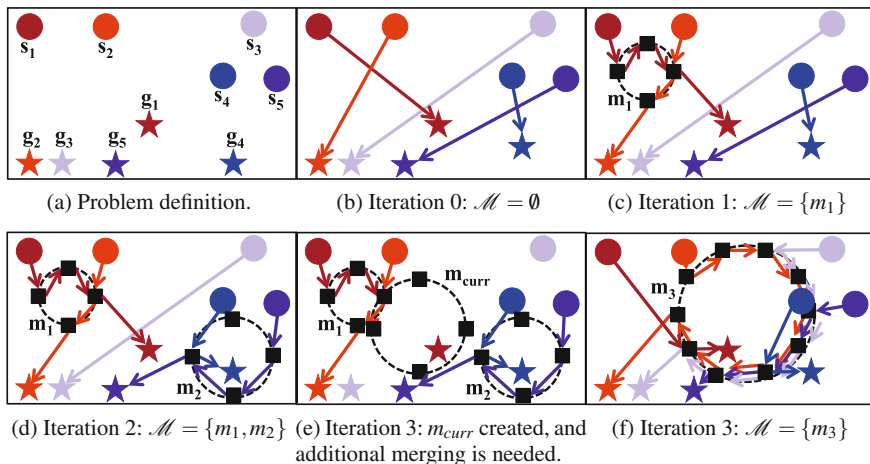 s1 s2 s3
s4 s5
g1
g2 g3 g5 g4
(a) Problem definition.
(b) Iteration 0: ℳ = ∅
m1
(c) Iteration 1: ℳ = {m1}
m1
m2
(d) Iteration 2: ℳ = {m1, m2}
mcurr
m1
m2
(e) Iteration 3: mcurr created, and
additional merging is needed.
m3
(f) Iteration 3: ℳ = {m3}